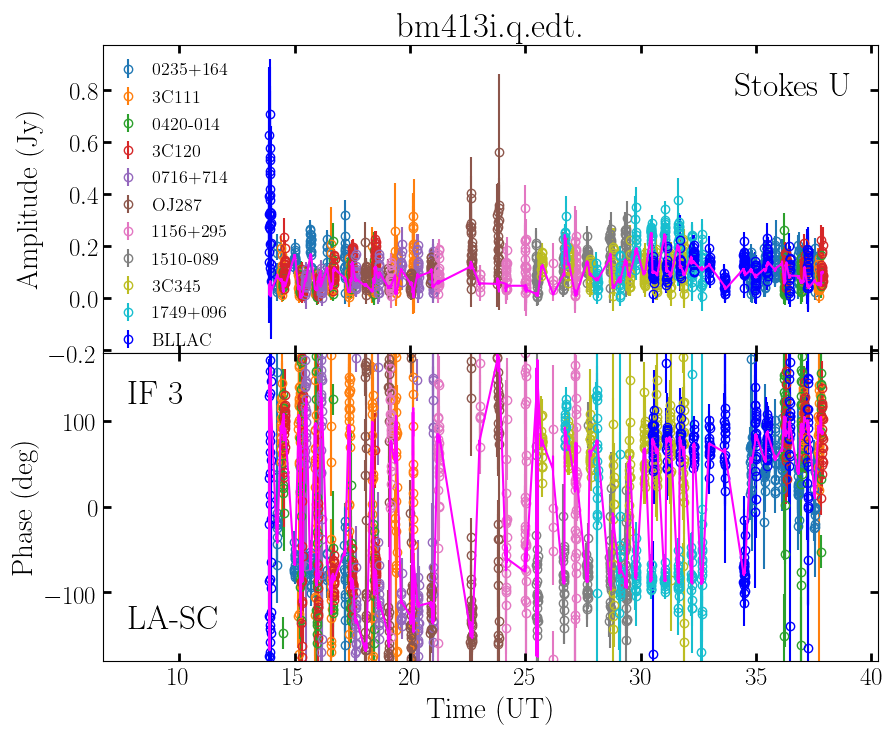 bm413i.q.edt.
Stokes U
0235+164
3C111
0420-014
3C120
0716+714
OJ287
1156+295
1510-089
3C345
1749+096
BLLAC
Amplitude (Jy)
0.8
0.6
0.4
0.2
0.0
−0.2
IF 3
LA-SC
Phase (deg)
100
0
−100
10 15 20 25 30 35 40
Time (UT)